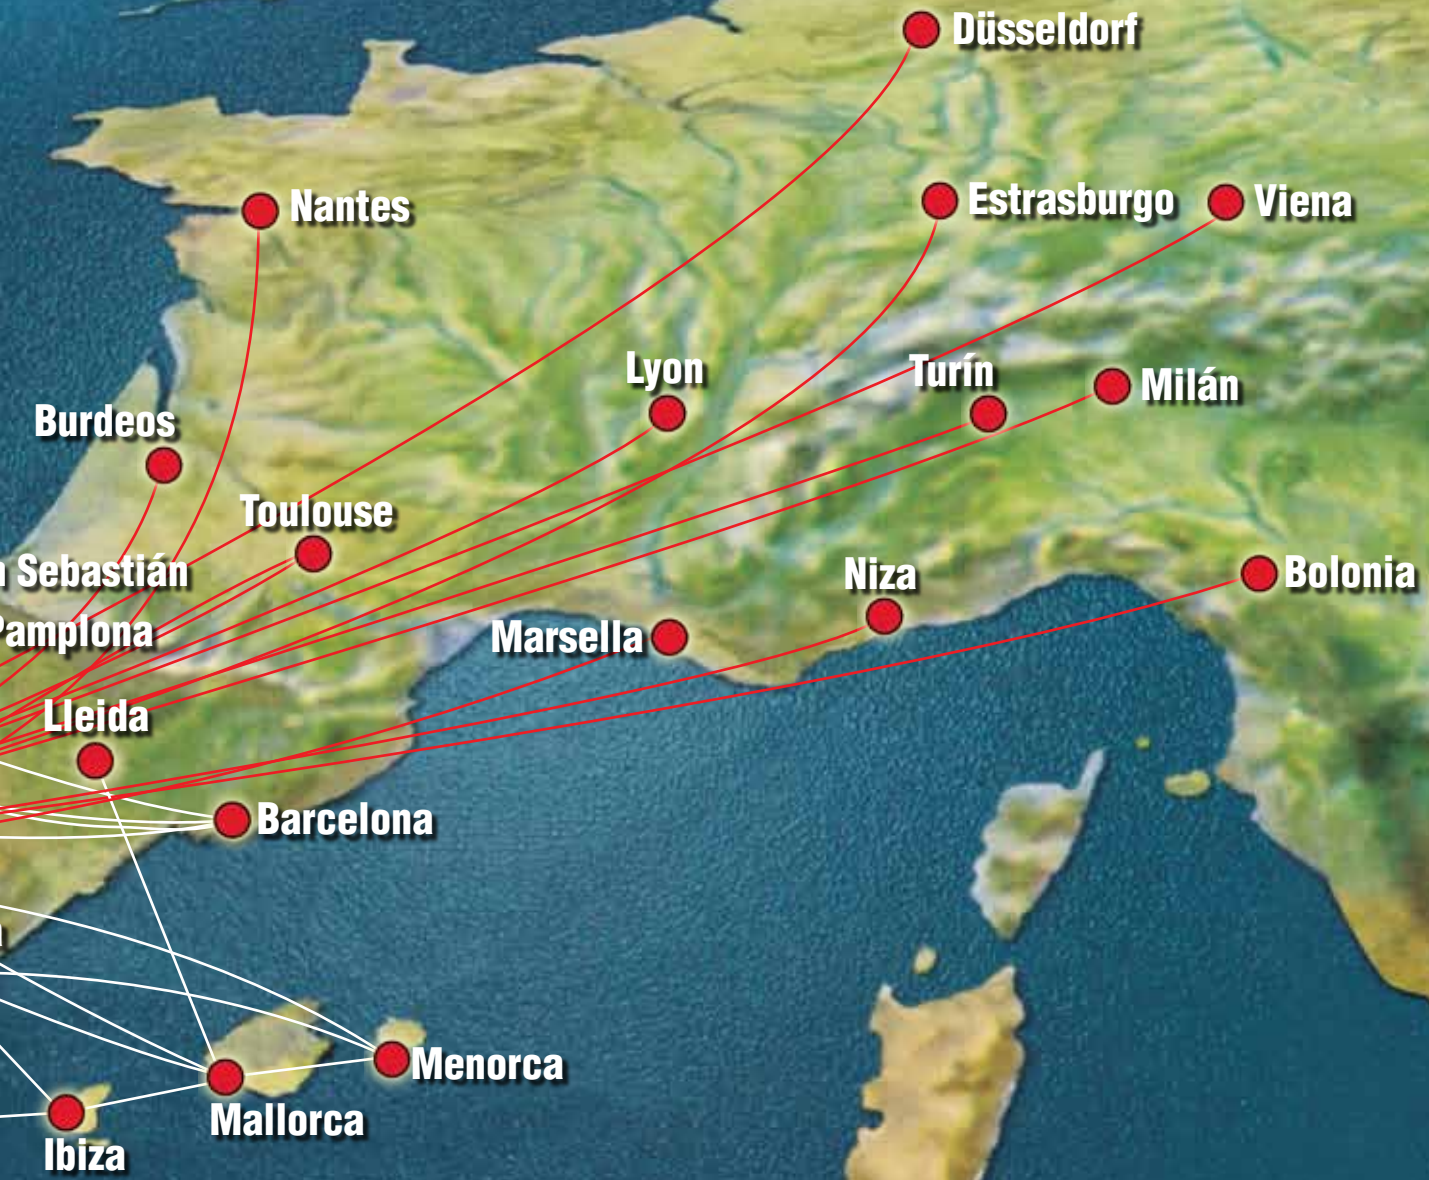 Düsseldorf
Nantes
Estrasburgo
Viena
Lyon
Turín
Milán
Burdeos
Toulouse
Sebastián
Niza
Bolonia
Pamplona
Marsella
Lleida
Barcelona
Menorca
Mallorca
Ibiza